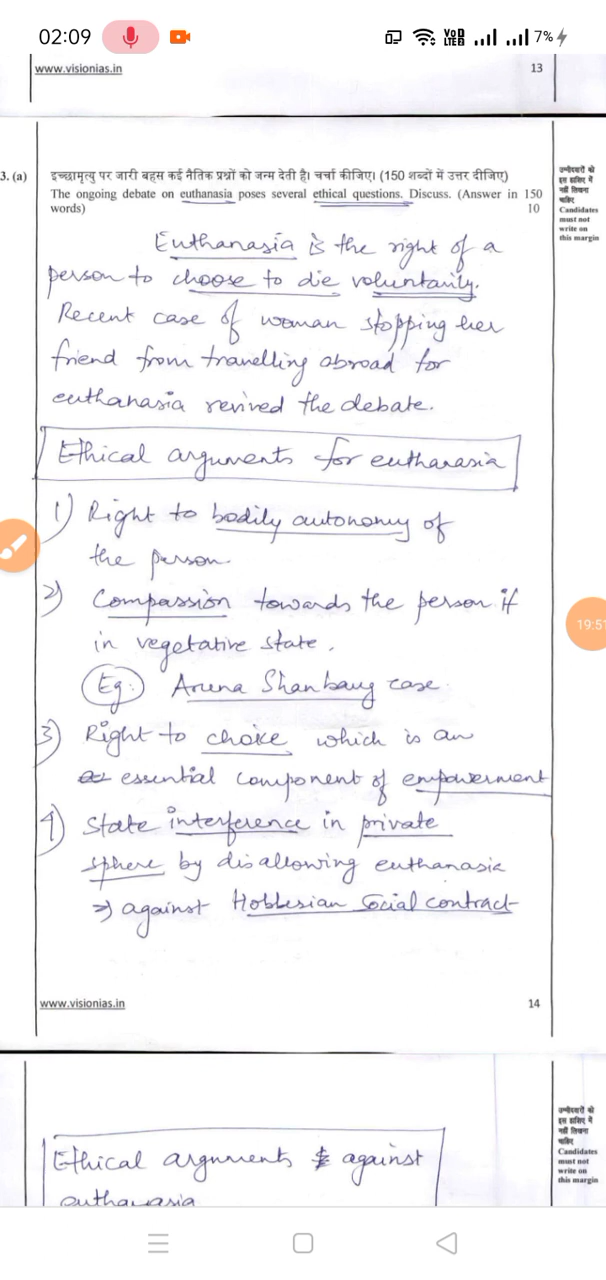 02:09
VoD
LTE2
7%
www.visionias.in
13
3. (a)
इच्छामृत्यु पर जारी बहस कई नैतिक प्रश्नों को जन्म देती है। चर्चा कीजिए। (150 शब्दों में उत्तर दीजिए)
The ongoing debate on euthanasia poses several ethical questions. Discuss. (Answer in 150
words)
10
उम्मीदवारों को
इस हाशिए में
नहीं लिखना
चाहिए
Candidates
must not
write on
this margin
Euthanasia is the right of a
person to choose to die voluntarily.
Recent case of woman stopping her
friend from travelling abroad for
euthanasia revived the debate.
Ethical arguments for euthanasia
1) Right to bodily autonomy of
the person.
2) Compassion towards the person if
in vegetative state.
Eg: Aruna Shanbaug case.
3) Right to choice which is an
essential component of empowerment
4) State interference in private
sphere by disallowing euthanasia
⇒ against Hobbesian Social contract
19:51
www.visionias.in
14
उम्मीदवारों को
इस हाशिए में
नहीं लिखना
चाहिए
Candidates
must not
write on
this margin
Ethical arguments against
euthanasia